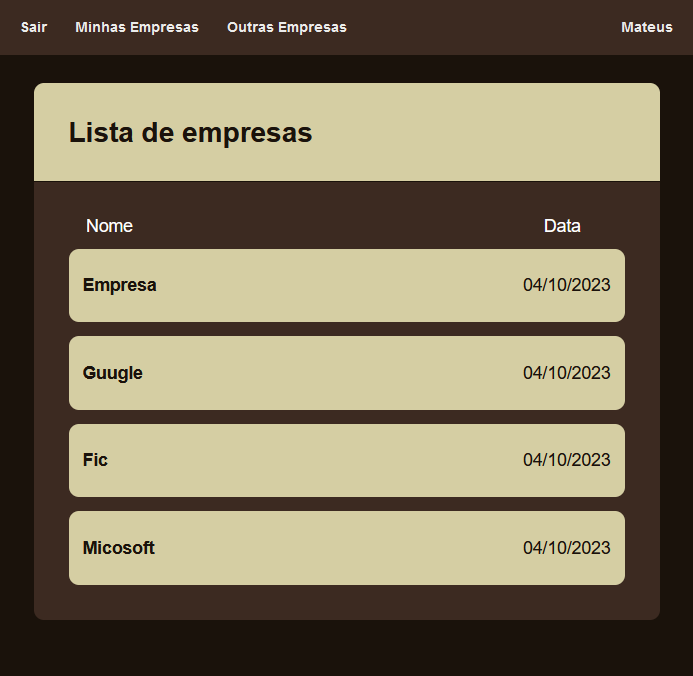 Sair Minhas Empresas Outras Empresas Mateus
Lista de empresas
Nome Data
Empresa 04/10/2023
Guugle 04/10/2023
Fic 04/10/2023
Micosoft 04/10/2023